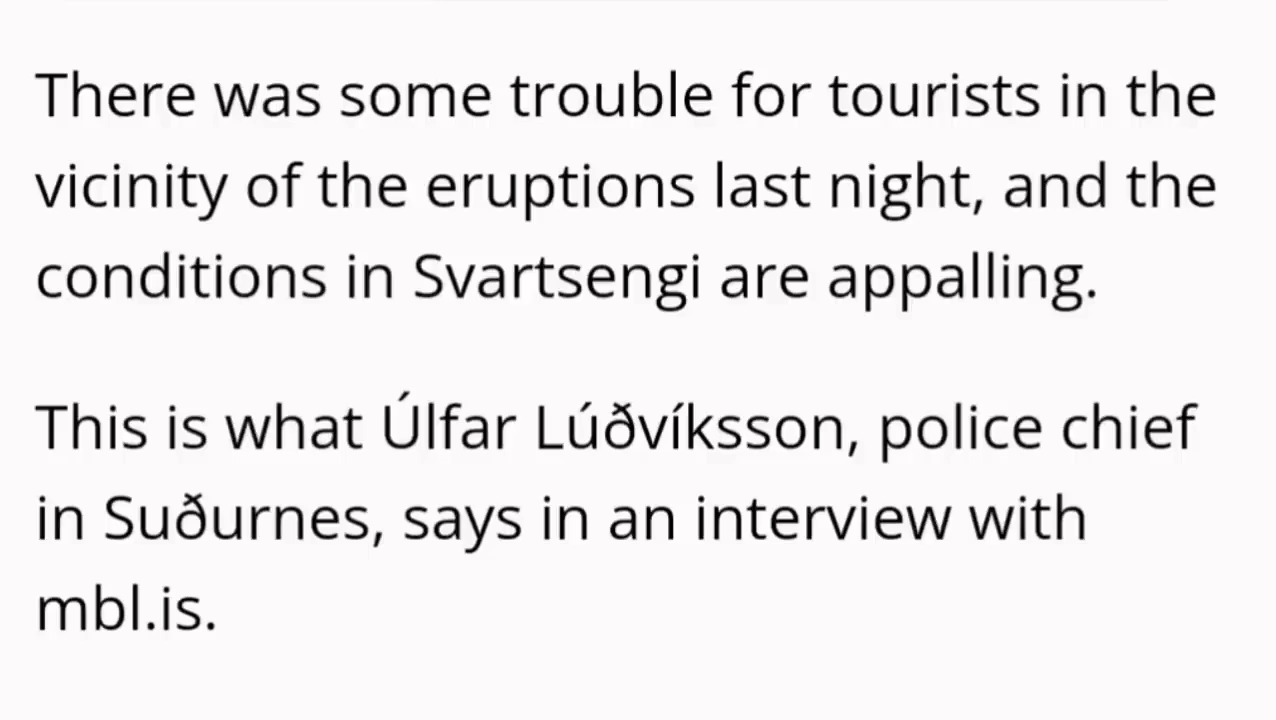 There was some trouble for tourists in the
vicinity of the eruptions last night, and the
conditions in Svartsengi are appalling.
This is what Úlfar Lúðvíksson, police chief
in Suðurnes, says in an interview with
mbl.is.